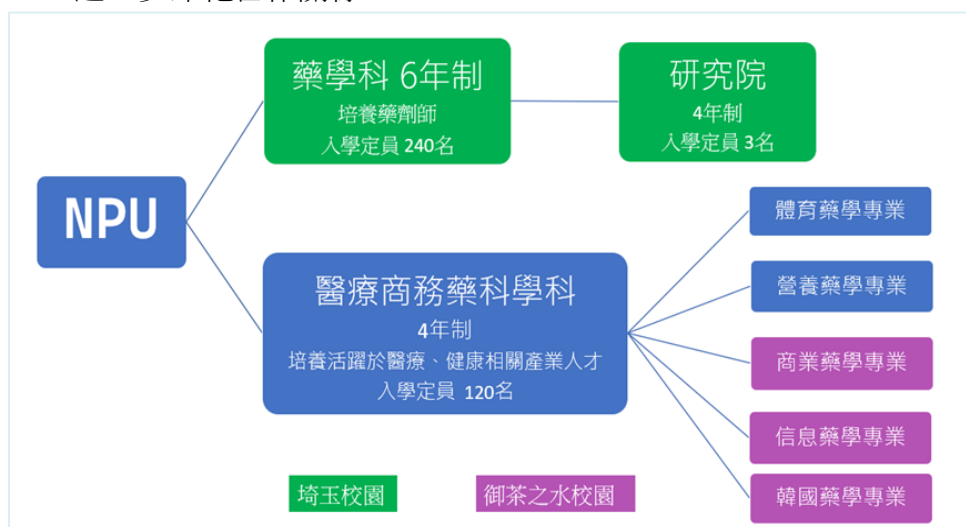 NPU
藥學科 6年制
培養藥劑師
入學定員 240名
研究院
4年制
入學定員 3名
醫療商務藥科學科
4年制
培養活躍於醫療、健康相關產業人才
入學定員 120名
體育藥學專業
營養藥學專業
商業藥學專業
信息藥學專業
韓國藥學專業
埼玉校園
御茶之水校園